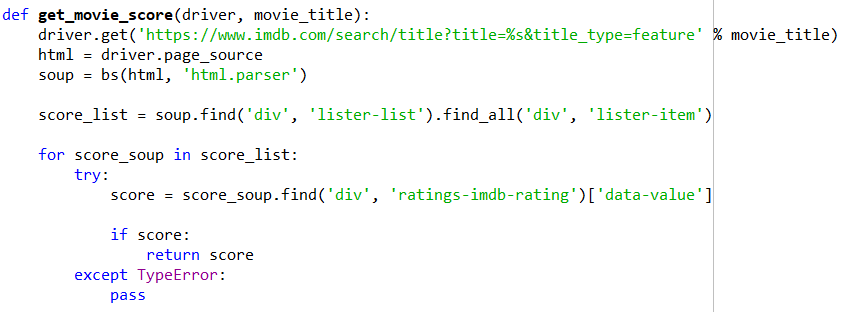 def get_movie_score(driver, movie_title):
    driver.get('https://www.imdb.com/search/title?title=%s&title_type=feature' % movie_title)
    html = driver.page_source
    soup = bs(html, 'html.parser')

    score_list = soup.find('div', 'lister-list').find_all('div', 'lister-item')

    for score_soup in score_list:
        try:
            score = score_soup.find('div', 'ratings-imdb-rating')['data-value']

            if score:
                return score
        except TypeError:
            pass